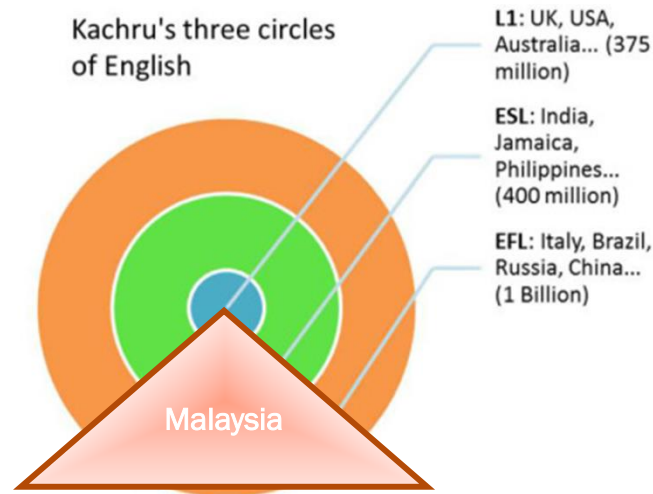 Kachru's three circles
of English
L1: UK, USA,
Australia... (375
million)
ESL: India,
Jamaica,
Philippines...
(400 million)
EFL: Italy, Brazil,
Russia, China...
(1 Billion)
Malaysia